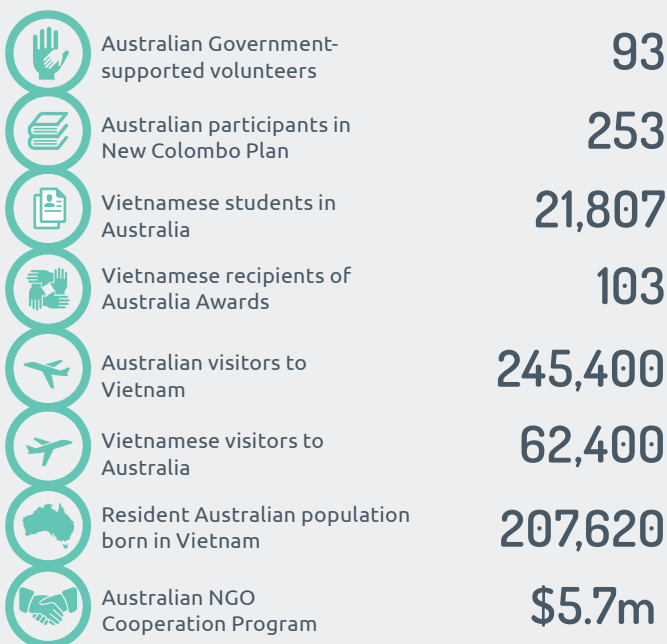 Australian Government-
supported volunteers
93
Australian participants in
New Colombo Plan
253
Vietnamese students in
Australia
21,807
Vietnamese recipients of
Australia Awards
103
Australian visitors to
Vietnam
245,400
Vietnamese visitors to
Australia
62,400
Resident Australian population
born in Vietnam
207,620
Australian NGO
Cooperation Program
$5.7m